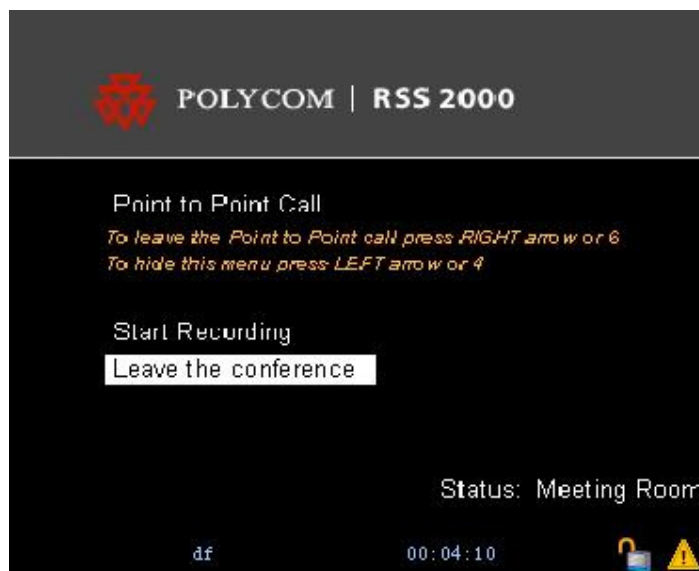 POLYCOM | RSS 2000
Point to Point Call
To leave the Point to Point call press RIGHT arrow or 6
To hide this menu press LEFT arrow or 4
Start Recording
Leave the conference
Status: Meeting Room
df 00:04:10